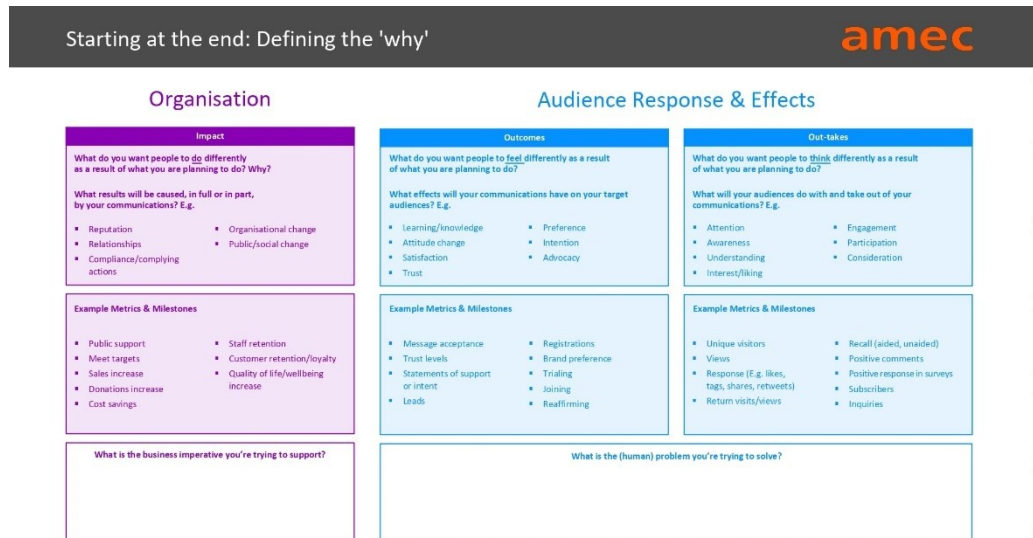 Starting at the end: Defining the 'why'
amec
Organisation
Audience Response & Effects
Impact
What do you want people to do differently
as a result of what you are planning to do? Why?
What results will be caused, in full or in part,
by your communications? E.g.
▪ Reputation
▪ Relationships
▪ Compliance/complying
actions
▪ Organisational change
▪ Public/social change
Example Metrics & Milestones
▪ Public support
▪ Meet targets
▪ Sales increase
▪ Donations increase
▪ Cost savings
▪ Staff retention
▪ Customer retention/loyalty
▪ Quality of life/wellbeing
increase
What is the business imperative you're trying to support?
Outcomes
What do you want people to feel differently as a result
of what you are planning to do?
What effects will your communications have on your target
audiences? E.g.
▪ Learning/knowledge
▪ Attitude change
▪ Satisfaction
▪ Trust
▪ Preference
▪ Intention
▪ Advocacy
Example Metrics & Milestones
▪ Message acceptance
▪ Trust levels
▪ Statements of support
or intent
▪ Leads
▪ Registrations
▪ Brand preference
▪ Trialing
▪ Joining
▪ Reaffirming
Out-takes
What do you want people to think differently as a result
of what you are planning to do?
What will your audiences do with and take out of your
communications? E.g.
▪ Attention
▪ Awareness
▪ Understanding
▪ Interest/liking
▪ Engagement
▪ Participation
▪ Consideration
Example Metrics & Milestones
▪ Unique visitors
▪ Views
▪ Response (E.g. likes,
tags, shares, retweets)
▪ Return visits/views
▪ Recall (aided, unaided)
▪ Positive comments
▪ Positive response in surveys
▪ Subscribers
▪ Inquiries
What is the (human) problem you're trying to solve?